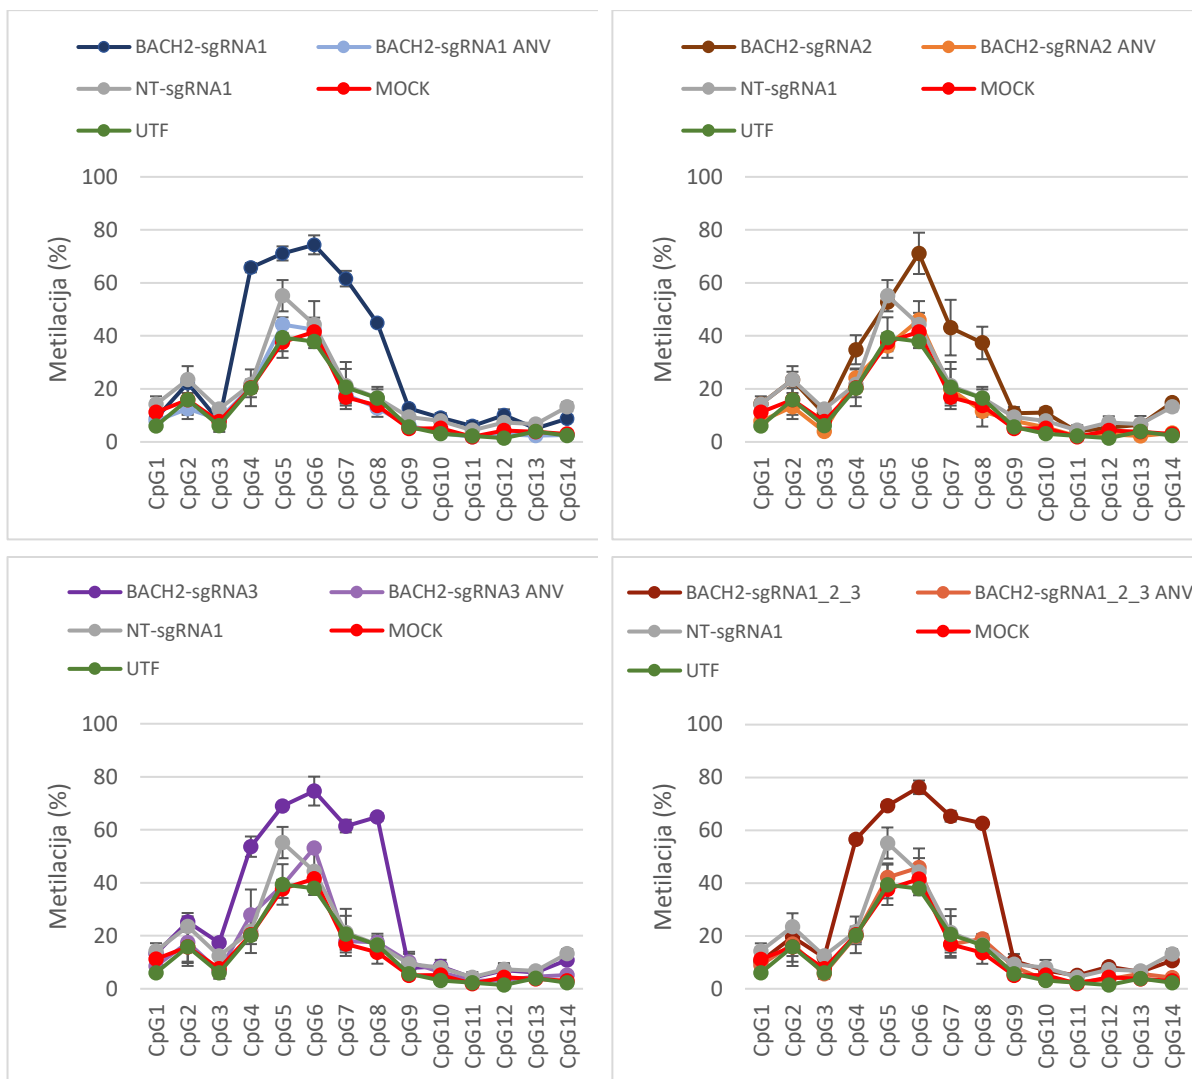 BACH2-sgRNA1 BACH2-sgRNA1 ANV
NT-sgRNA1 MOCK
UTF
Metilacija (%)
100
80
60
40
20
0
CpG1 CpG2 CpG3 CpG4 CpG5 CpG6 CpG7 CpG8 CpG9 CpG10 CpG11 CpG12 CpG13 CpG14
BACH2-sgRNA2 BACH2-sgRNA2 ANV
NT-sgRNA1 MOCK
UTF
Metilacija (%)
100
80
60
40
20
0
CpG1 CpG2 CpG3 CpG4 CpG5 CpG6 CpG7 CpG8 CpG9 CpG10 CpG11 CpG12 CpG13 CpG14
BACH2-sgRNA3 BACH2-sgRNA3 ANV
NT-sgRNA1 MOCK
UTF
Metilacija (%)
100
80
60
40
20
0
CpG1 CpG2 CpG3 CpG4 CpG5 CpG6 CpG7 CpG8 CpG9 CpG10 CpG11 CpG12 CpG13 CpG14
BACH2-sgRNA1_2_3 BACH2-sgRNA1_2_3 ANV
NT-sgRNA1 MOCK
UTF
Metilacija (%)
100
80
60
40
20
0
CpG1 CpG2 CpG3 CpG4 CpG5 CpG6 CpG7 CpG8 CpG9 CpG10 CpG11 CpG12 CpG13 CpG14